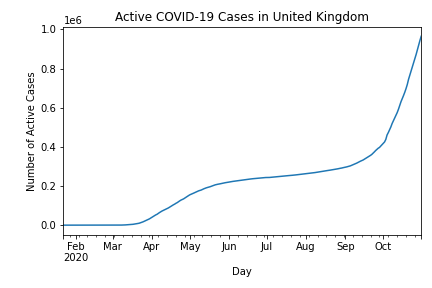 Active COVID-19 Cases in United Kingdom
1e6
1.0
0.8
0.6
0.4
0.2
0.0
Number of Active Cases
Feb Mar Apr May Jun Jul Aug Sep Oct
2020
Day